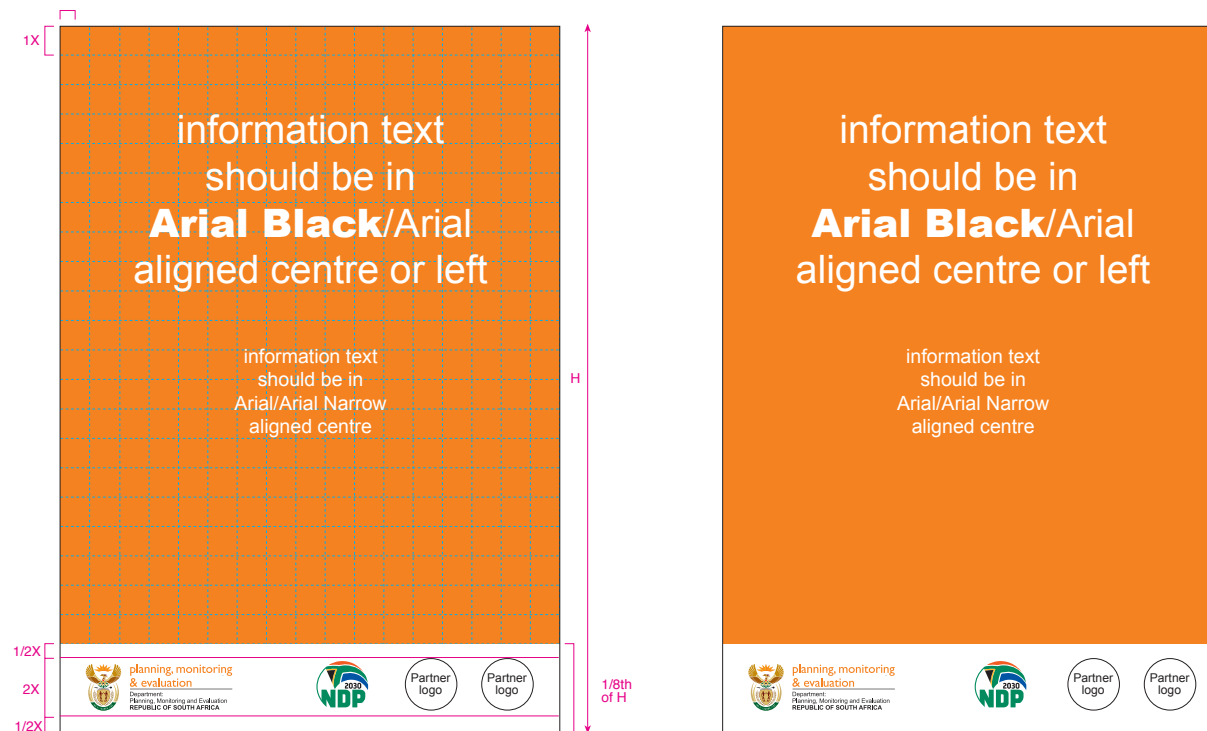 1X
information text
should be in
Arial Black/Arial
aligned centre or left
information text
should be in
Arial/Arial Narrow
aligned centre
H
1/2X
2X
1/2X
planning, monitoring
& evaluation
Department:
Planning, Monitoring and Evaluation
REPUBLIC OF SOUTH AFRICA
2030
NDP
Partner
logo
Partner
logo
1/8th
of H
information text
should be in
Arial Black/Arial
aligned centre or left
information text
should be in
Arial/Arial Narrow
aligned centre
planning, monitoring
& evaluation
Department:
Planning, Monitoring and Evaluation
REPUBLIC OF SOUTH AFRICA
2030
NDP
Partner
logo
Partner
logo